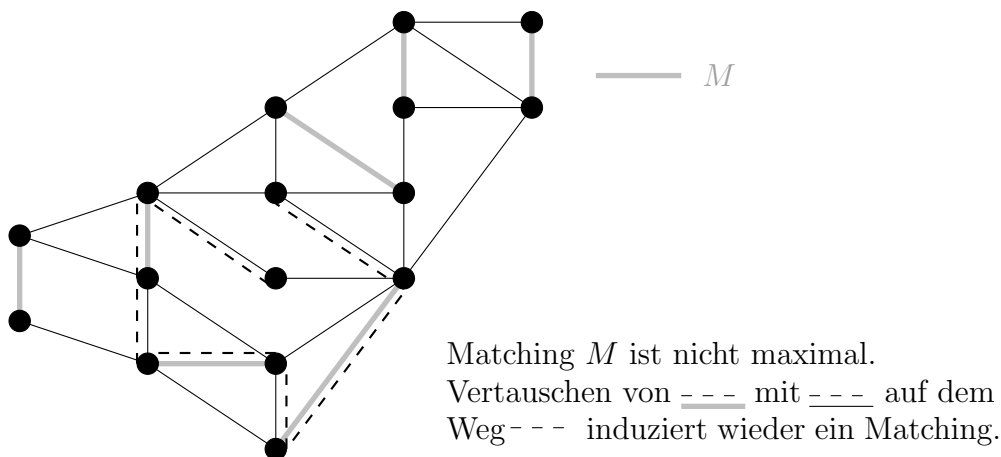 M
Matching M ist nicht maximal.
Vertauschen von mit auf dem
Weg induziert wieder ein Matching.